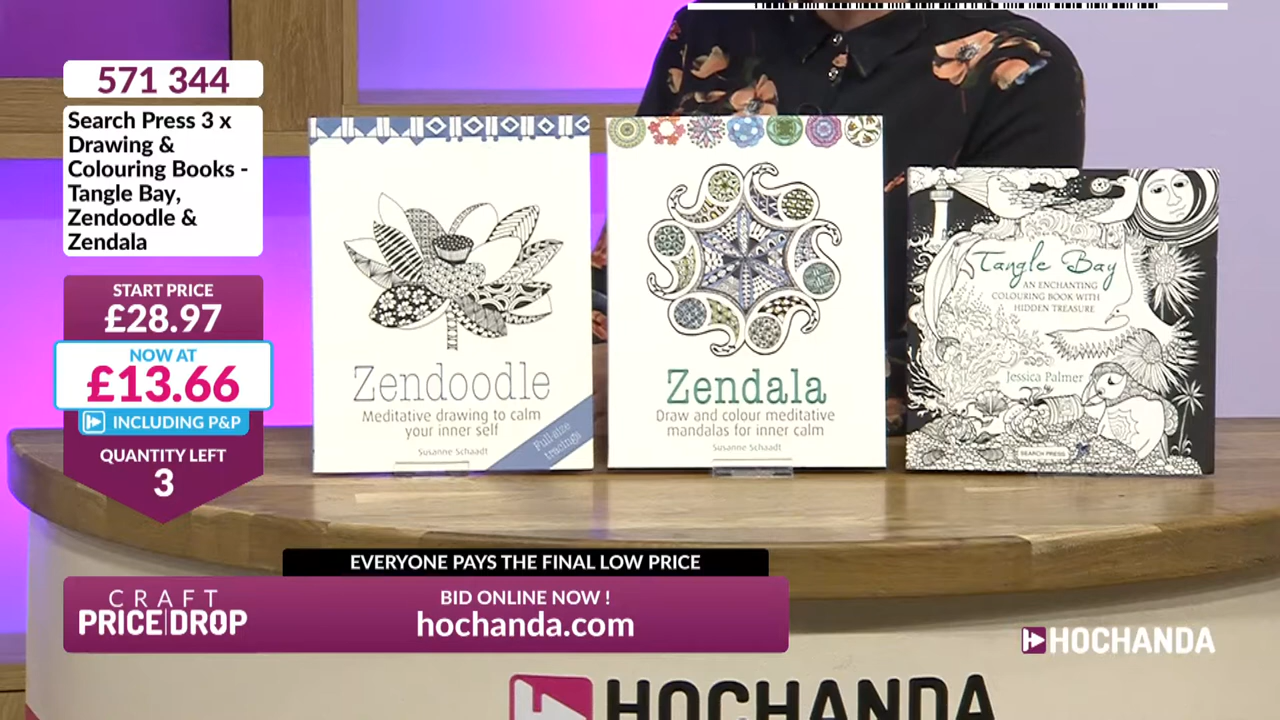 571 344
Search Press 3 x
Drawing &
Colouring Books -
Tangle Bay,
Zendoodle &
Zendala
START PRICE
£28.97
NOW AT
£13.66
INCLUDING P&P
QUANTITY LEFT
3
Zendoodle
Meditative drawing to calm
your inner self
Susanne Schaadt
Full-size
tracings
Zendala
Draw and colour meditative
mandalas for inner calm
Susanne Schaadt
Tangle Bay
AN ENCHANTING
COLOURING BOOK WITH
HIDDEN TREASURE
Jessica Palmer
SEARCH PRESS
EVERYONE PAYS THE FINAL LOW PRICE
CRAFT
PRICE DROP
BID ONLINE NOW !
hochanda.com
HOCHANDA
HOCHANDA